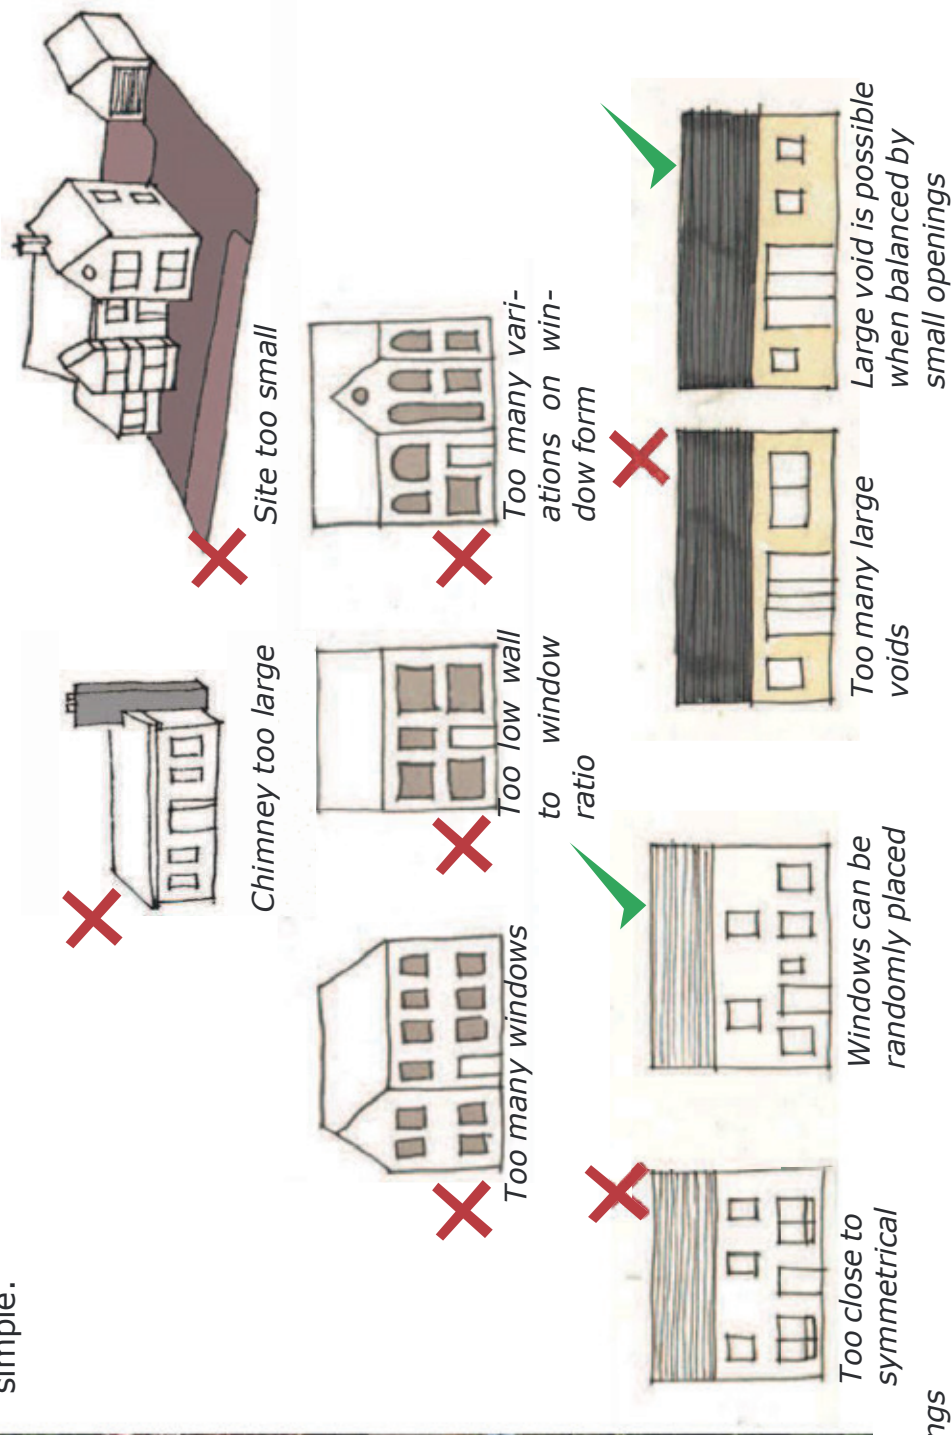 simple.
Chimney too large
Site too small
Too many windows
Too low wall
to window
ratio
Too many vari-
ations on win-
dow form
Too close to
symmetrical
Windows can be
randomly placed
Too many large
voids
Large void is possible
when balanced by
small openings
ngs